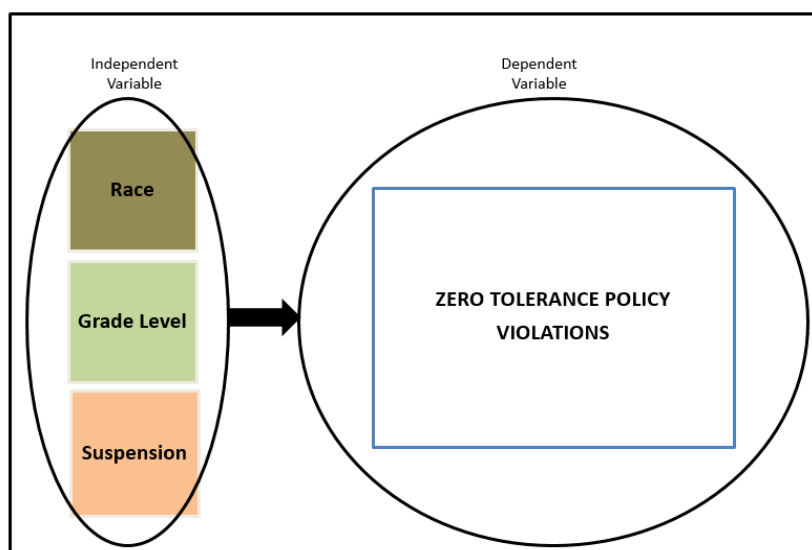 Independent
Variable
Dependent
Variable
Race
Grade Level
Suspension
ZERO TOLERANCE POLICY
VIOLATIONS